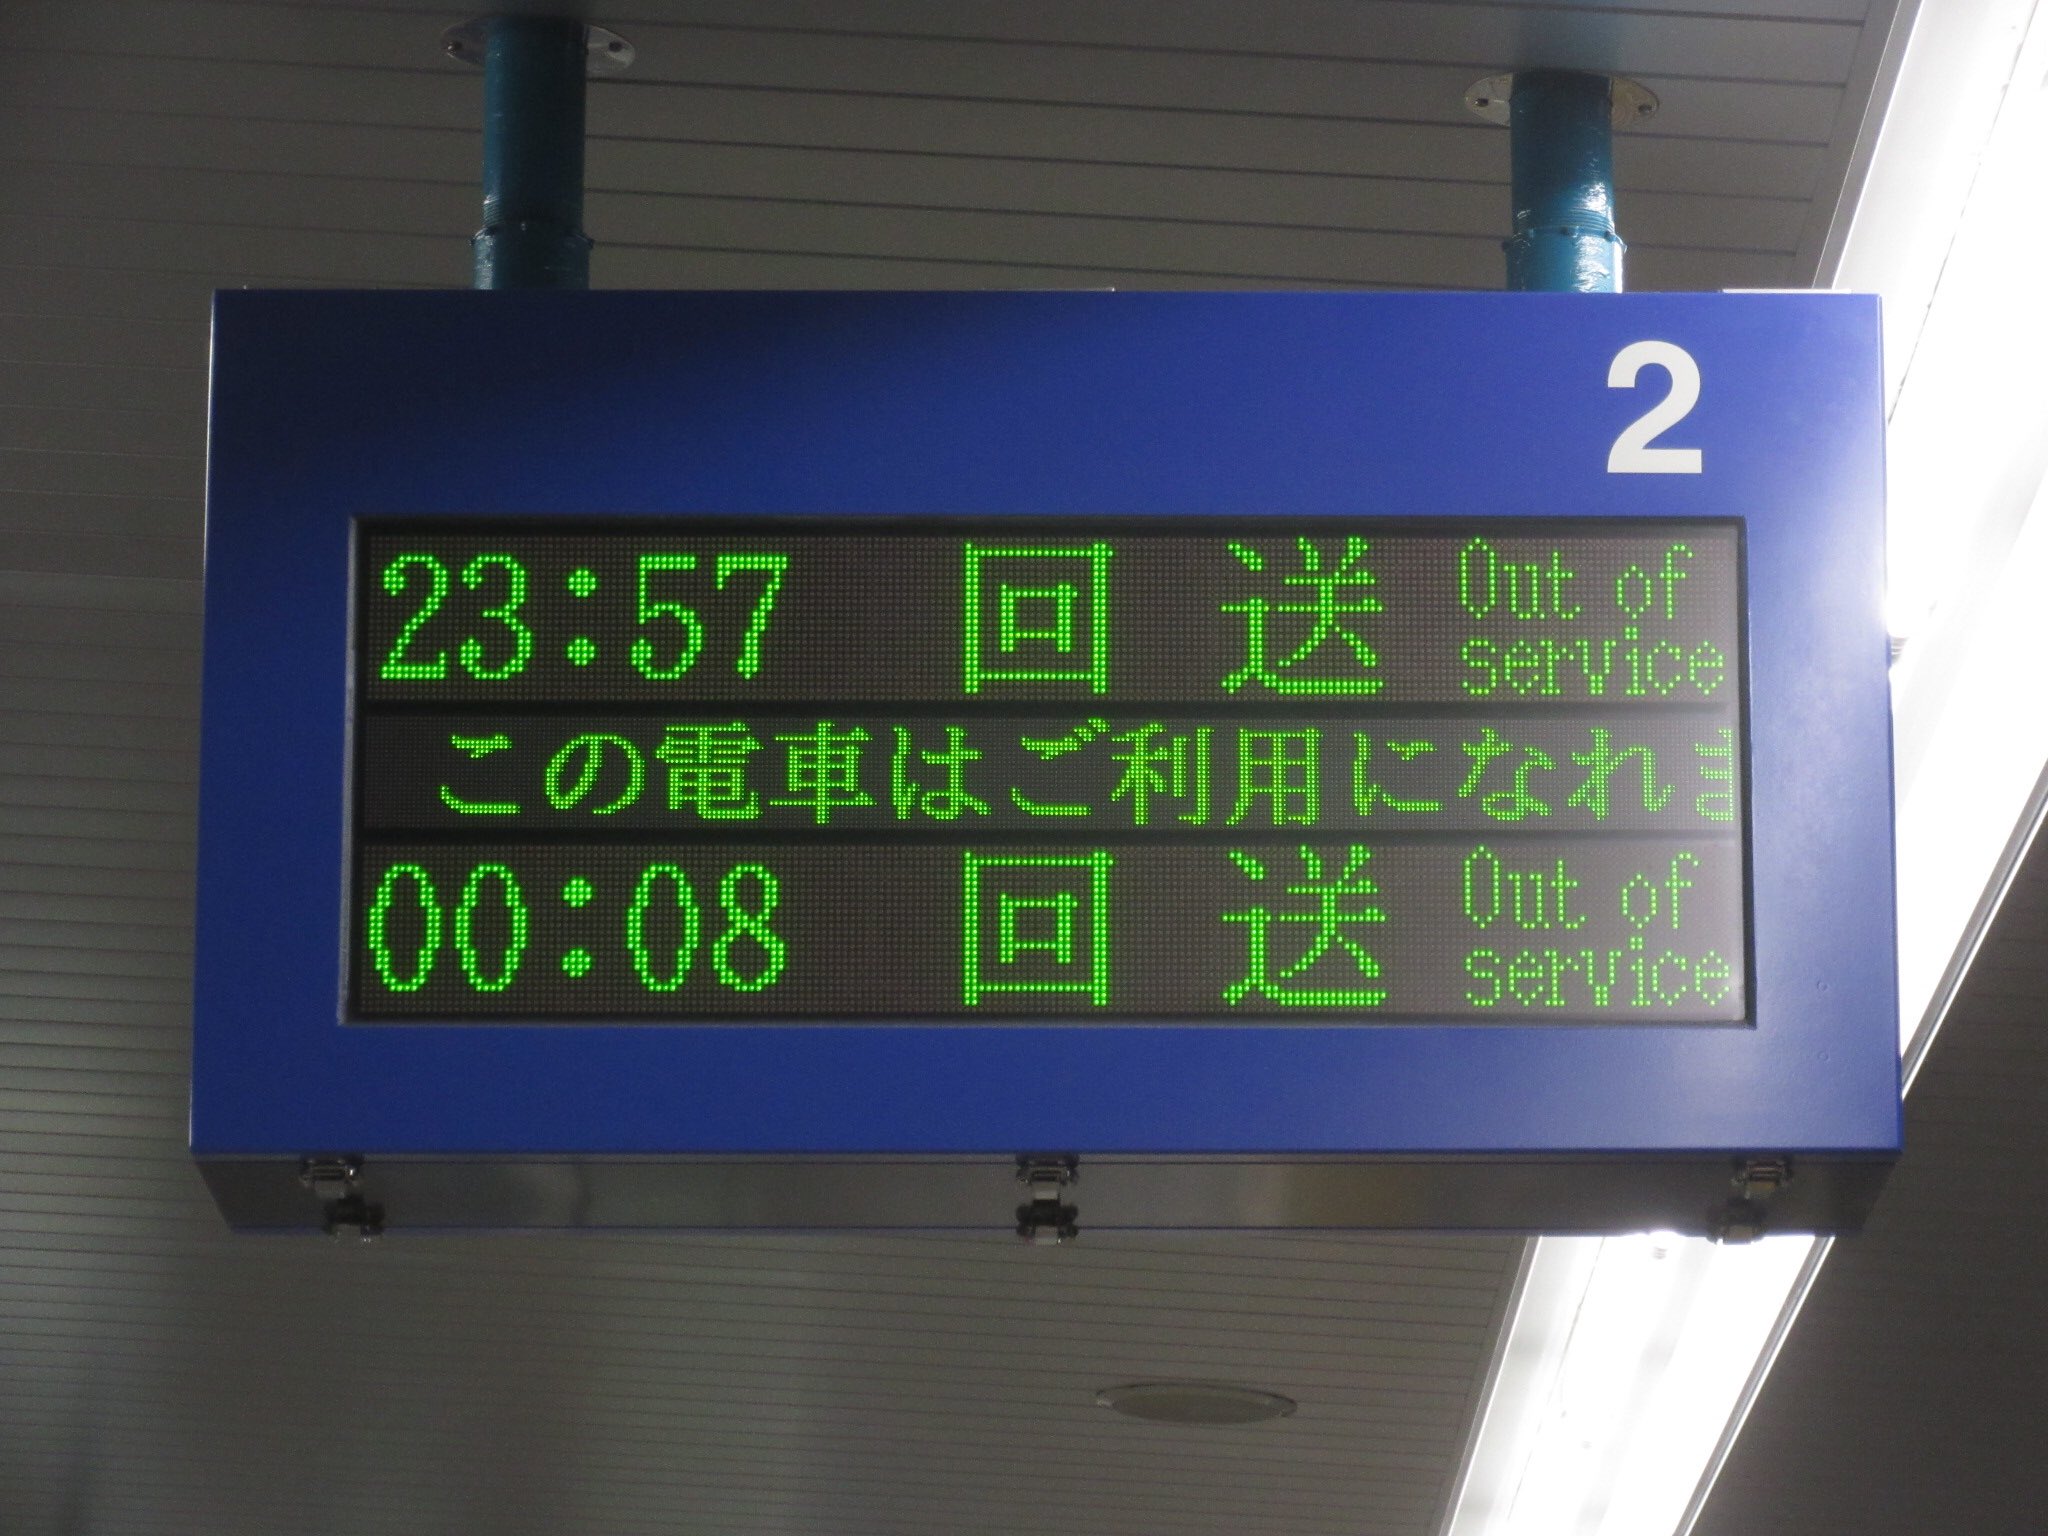 2
23:57 回送 Out of service
この電車はご利用になれま
00:08 回送 Out of service